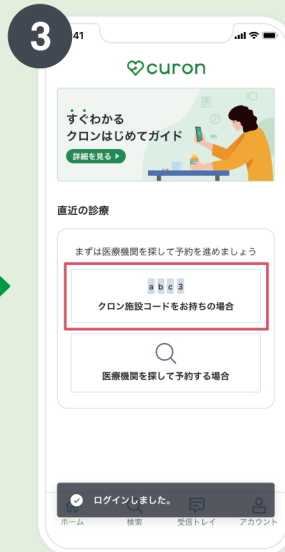 3
41
curon
すぐわかる
クロンはじめてガイド
詳細を見る
直近の診療
まずは医療機関を探して予約を進めましょう
a b c 3
クロン施設コードをお持ちの場合
医療機関を探して予約する場合
ログインしました。
ホーム 検索 受信トレイ アカウント